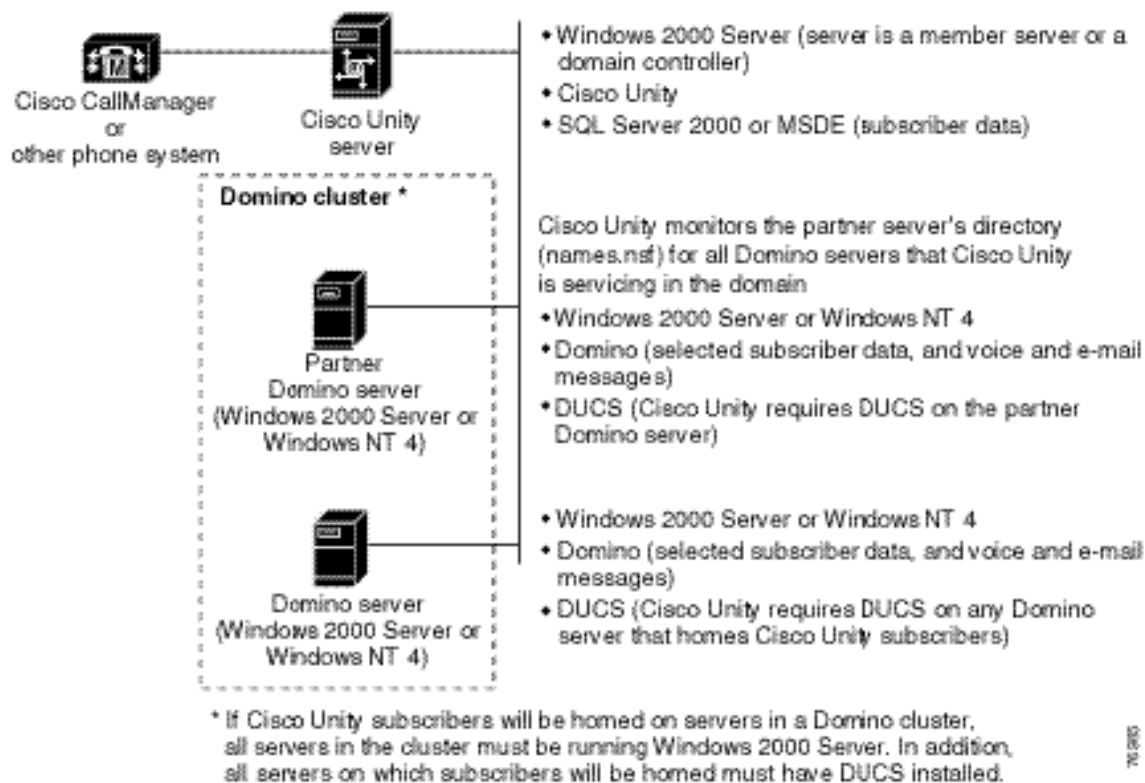 Cisco CallManager
or
other phone system
Cisco Unity
server
• Windows 2000 Server (server is a member server or a
domain controller)
• Cisco Unity
• SQL Server 2000 or MSDE (subscriber data)
Domino cluster *
Partner
Domino server
(Windows 2000 Server or
Windows NT 4)
Cisco Unity monitors the partner server's directory
(names.nsf) for all Domino servers that Cisco Unity
is servicing in the domain
• Windows 2000 Server or Windows NT 4
• Domino (selected subscriber data, and voice and e-mail
messages)
• DUCS (Cisco Unity requires DUCS on the partner
Domino server)
Domino server
(Windows 2000 Server or
Windows NT 4)
• Windows 2000 Server or Windows NT 4
• Domino (selected subscriber data, and voice and e-mail
messages)
• DUCS (Cisco Unity requires DUCS on any Domino
server that homes Cisco Unity subscribers)
* If Cisco Unity subscribers will be homed on servers in a Domino cluster,
all servers in the cluster must be running Windows 2000 Server. In addition,
all servers on which subscribers will be homed must have DUCS installed.